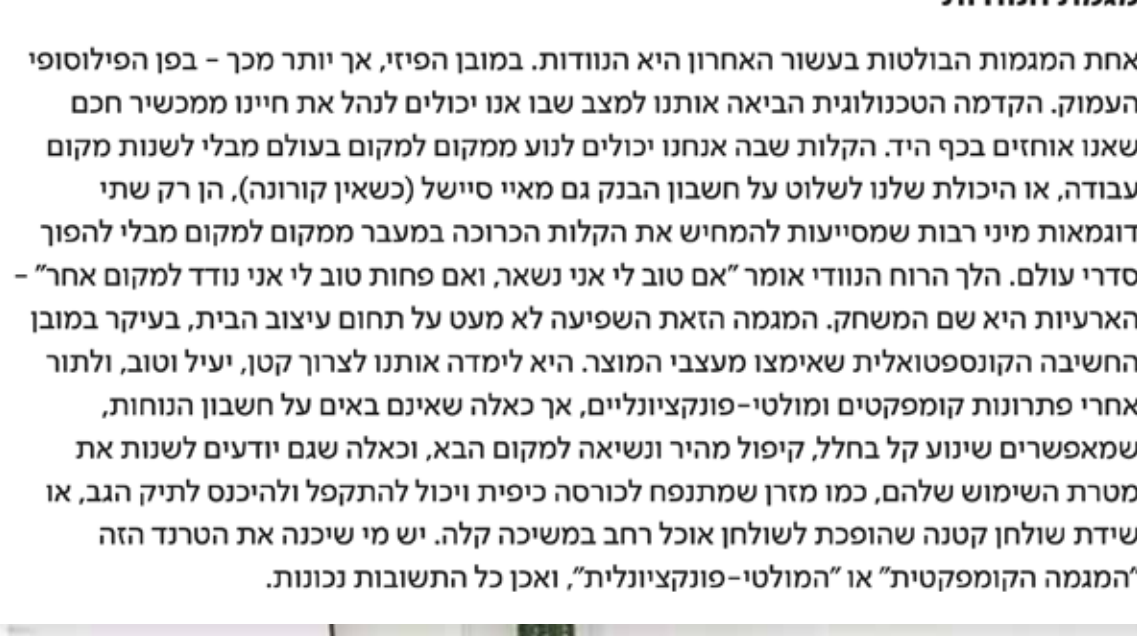 אחת המגמות הבולטות בעשור האחרון היא הנוודות. במובן הפיזי, אך יותר מכך – בפן הפילוסופי
העמוק. הקדמה הטכנולוגית הביאה אותנו למצב שבו אנו יכולים לנהל את חיינו ממכשיר חכם
שאנו אוחזים בכף היד. הקלות שבה אנחנו יכולים לנוע ממקום למקום בעולם מבלי לשנות מקום
עבודה, או היכולת שלנו לשלוט על חשבון הבנק גם מאיי סיישל (כשאין קורונה), הן רק שתי
דוגמאות מיני רבות שמסייעות להמחיש את הקלות הכרוכה במעבר ממקום למקום מבלי להפוך
סדרי עולם. הלך הרוח הנוודי אומר "אם טוב לי אני נשאר, ואם פחות טוב לי אני נודד למקום אחר" –
הארעיות היא שם המשחק. המגמה הזאת השפיעה לא מעט על תחום עיצוב הבית, בעיקר במובן
החשיבה הקונספטואלית שאימצו מעצבי המוצר. היא לימדה אותנו לצרוך קטן, יעיל וטוב, ולתור
אחרי פתרונות קומפקטים ומולטי-פונקציונליים, אך כאלה שאינם באים על חשבון הנוחות,
שמאפשרים שינוע קל בחלל, קיפול מהיר ונשיאה למקום הבא, וכאלה שגם יודעים לשנות את
מטרת השימוש שלהם, כמו מזרן שמתנפח לכורסה כיפית ויכול להתקפל ולהיכנס לתיק הגב, או
שידת שולחן קטנה שהופכת לשולחן אוכל רחב במשיכה קלה. יש מי שיכנה את הטרנד הזה
"המגמה הקומפקטית" או "המולטי-פונקציונלית", ואכן כל התשובות נכונות.